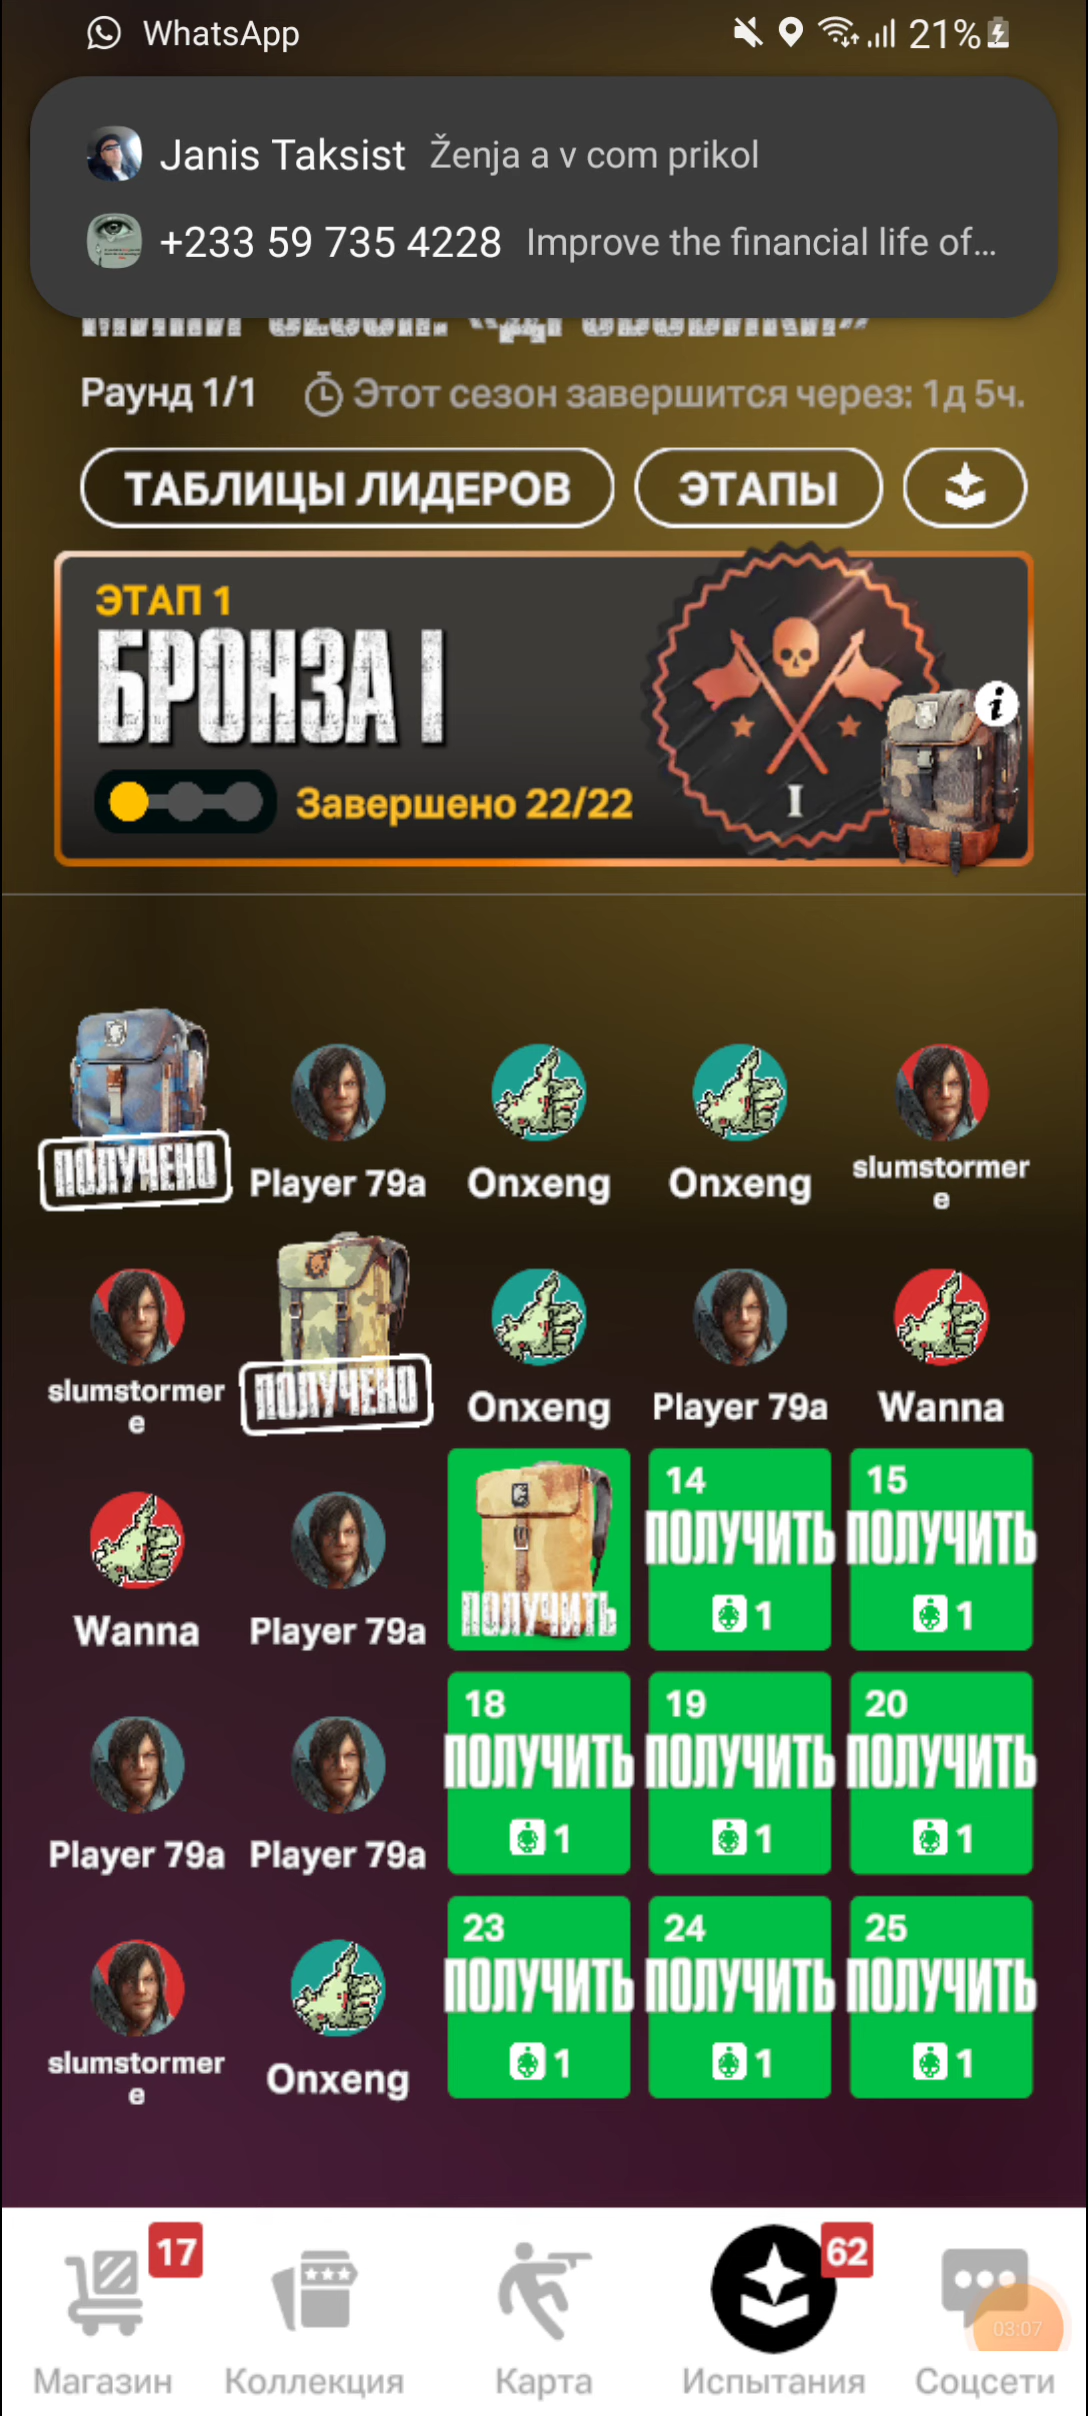 WhatsApp 21%
Janis Taksist Ženja a v com prikol
+233 59 735 4228 Improve the financial life of...
Раунд 1/1 Этот сезон завершится через: 1д 5ч.
ТАБЛИЦЫ ЛИДЕРОВ ЭТАПЫ
ЭТАП 1
БРОНЗА I
Завершено 22/22
I
ПОЛУЧЕНО Player 79a Onxeng Onxeng slumstormer
e
slumstormer
e ПОЛУЧЕНО Onxeng Player 79a Wanna
14 15
ПОЛУЧИТЬ ПОЛУЧИТЬ
ПОЛУЧИТЬ 1 1
Wanna Player 79a
18 19 20
ПОЛУЧИТЬ ПОЛУЧИТЬ ПОЛУЧИТЬ
1 1 1
Player 79a Player 79a
23 24 25
ПОЛУЧИТЬ ПОЛУЧИТЬ ПОЛУЧИТЬ
1 1 1
slumstormer
e Onxeng
17 62
03:07
Магазин Коллекция Карта Испытания Соцсети